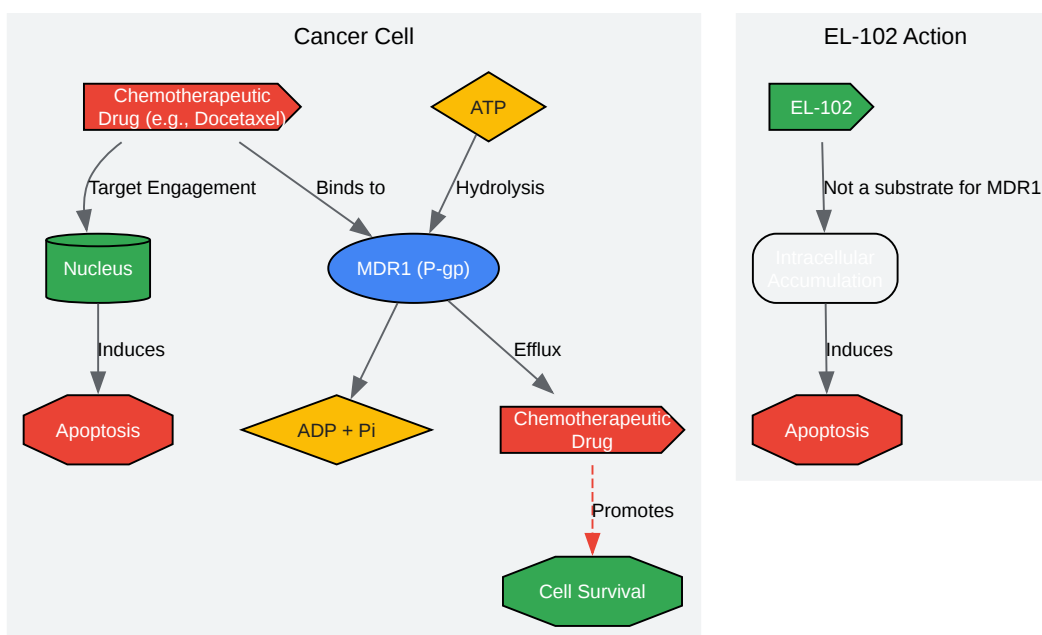 Cancer Cell
EL-102 Action
Chemotherapeutic
Drug (e.g., Docetaxel)
ATP
EL-102
Target Engagement
Binds to
Hydrolysis
Not a substrate for MDR1
Nucleus
MDR1 (P-gp)
Intracellular
Accumulation
Induces
Efflux
Induces
Apoptosis
ADP + Pi
Chemotherapeutic
Drug
Apoptosis
Promotes
Cell Survival